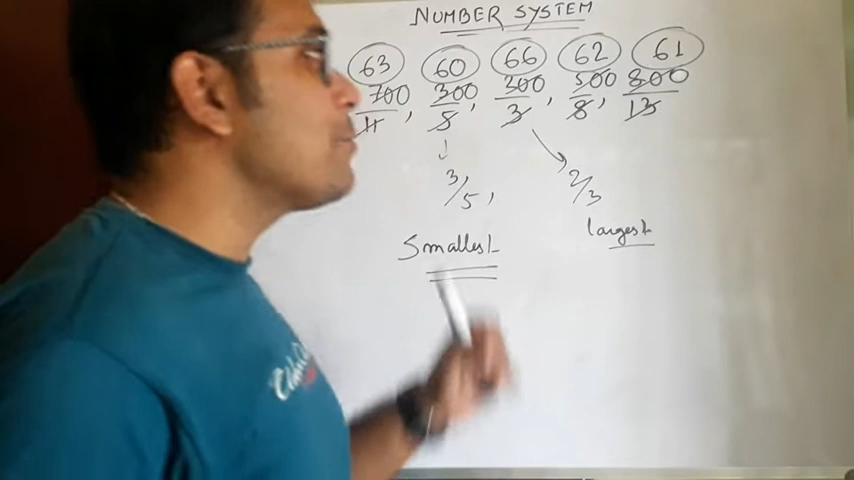 NUMBER SYSTEM
63 60 66 62 61
700/11, 300/5, 200/3, 500/8, 800/13
3/5, 2/3
Smallest largest